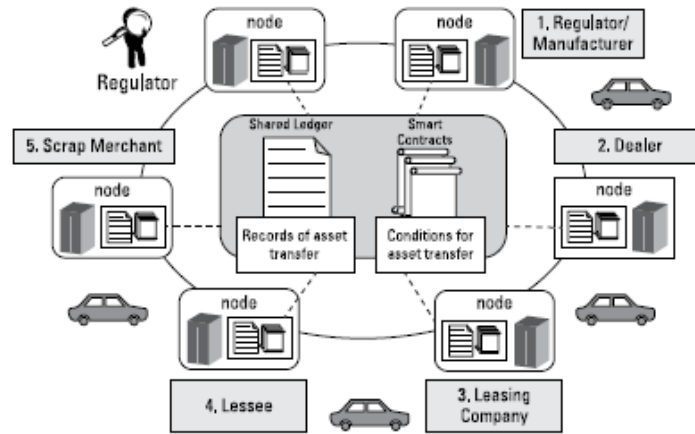 node
node
1. Regulator/
Manufacturer
Regulator
Shared Ledger
Smart
Contracts
5. Scrap Merchant
2. Dealer
node
node
Records of asset
transfer
Conditions for
asset transfer
node
node
4. Lessee
3. Leasing
Company